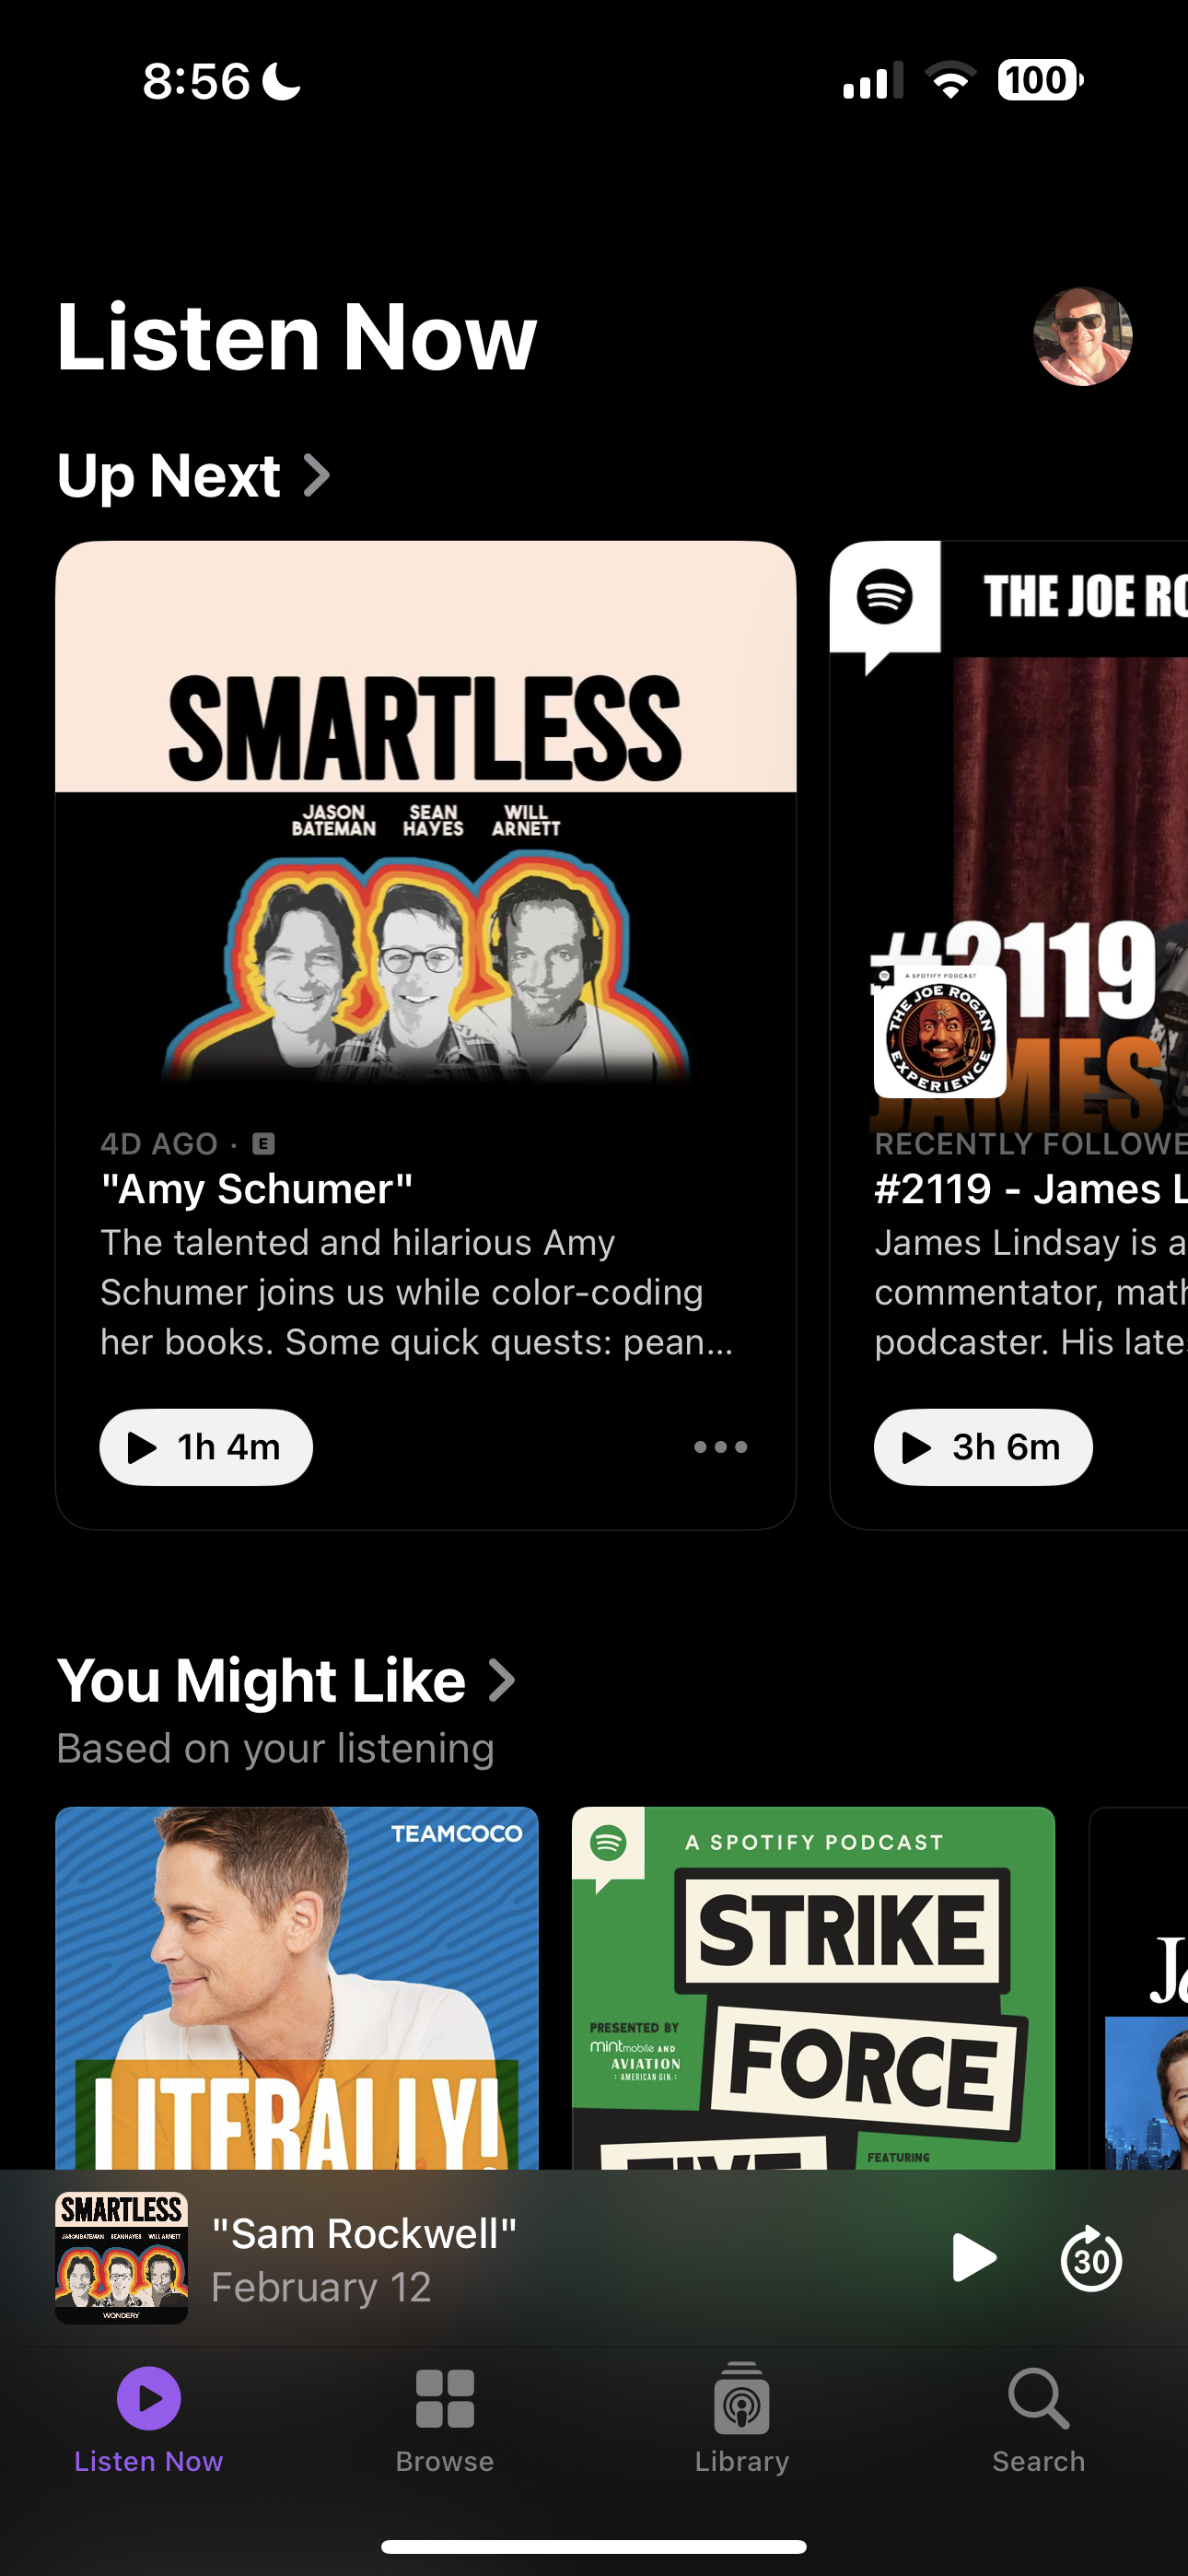 8:56
100
Listen Now
Up Next
SMARTLESS
JASON BATEMAN
SEAN HAYES
WILL ARNETT
4D AGO · E
"Amy Schumer"
The talented and hilarious Amy
Schumer joins us while color-coding
her books. Some quick quests: pean...
1h 4m
THE JOE RO
#2119
JAMES
A SPOTIFY PODCAST
THE JOE ROGAN EXPERIENCE
RECENTLY FOLLOWE
#2119 - James L
James Lindsay is a
commentator, math
podcaster. His late
3h 6m
You Might Like
Based on your listening
TEAMCOCO
LITERALLY!
A SPOTIFY PODCAST
STRIKE
FORCE
FIVE
PRESENTED BY
mintmobile AND
AVIATION
: AMERICAN GIN. :
FEATURING
Ja
SMARTLESS
JASON BATEMAN SEAN HAYES WILL ARNETT
WONDERY
"Sam Rockwell"
February 12
30
Listen Now
Browse
Library
Search